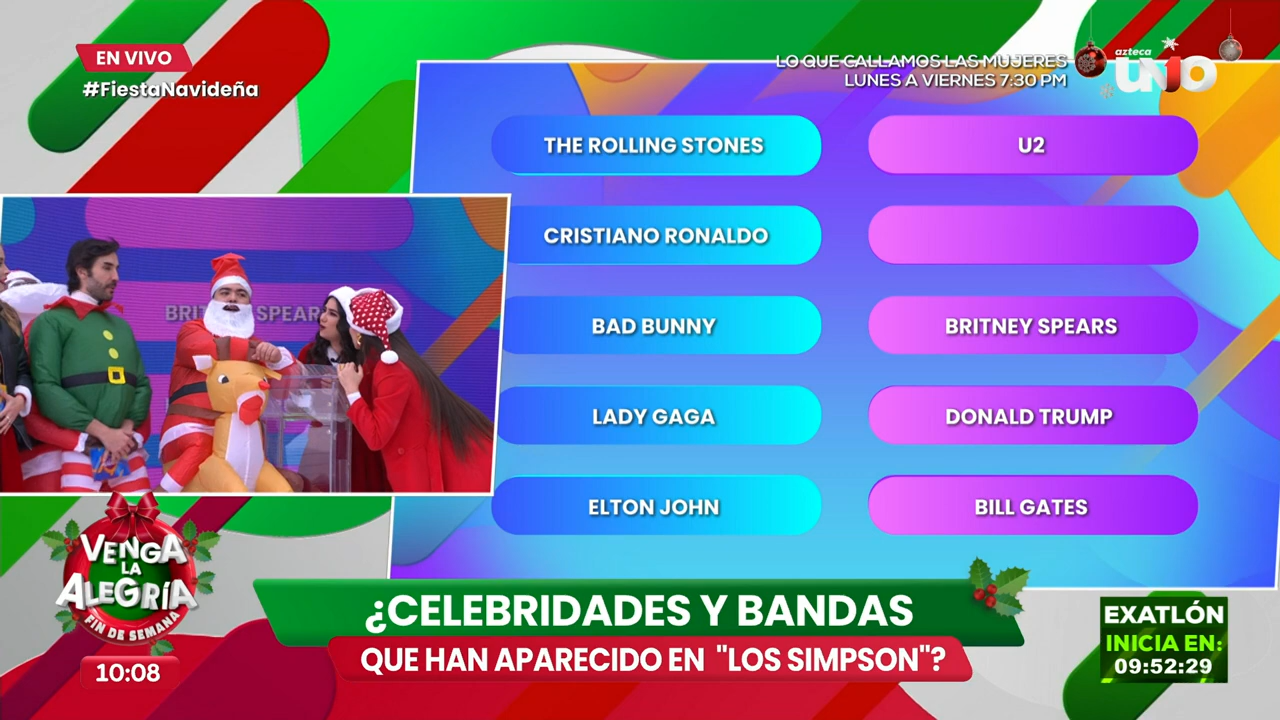 EN VIVO
#FiestaNavideña
LO QUE CALLAMOS LAS MUJERES
LUNES A VIERNES 7:30 PM
azteca
UNO
THE ROLLING STONES
U2
CRISTIANO RONALDO
BAD BUNNY
BRITNEY SPEARS
LADY GAGA
DONALD TRUMP
ELTON JOHN
BILL GATES
BRITNEY SPEARS
VENGA
LA
ALEGRÍA
FIN DE SEMANA
10:08
¿CELEBRIDADES Y BANDAS
QUE HAN APARECIDO EN "LOS SIMPSON"?
EXATLÓN
INICIA EN:
09:52:29